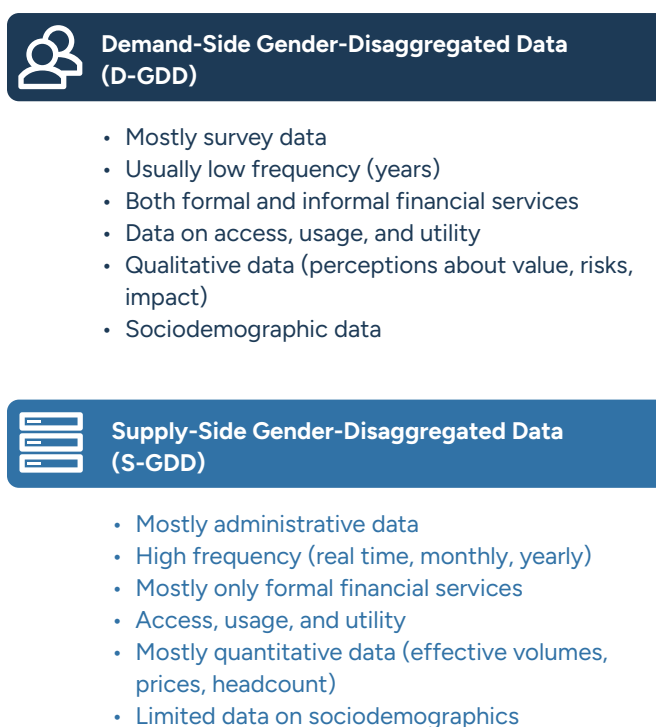 Demand-Side Gender-Disaggregated Data
(D-GDD)
• Mostly survey data
• Usually low frequency (years)
• Both formal and informal financial services
• Data on access, usage, and utility
• Qualitative data (perceptions about value, risks,
impact)
• Sociodemographic data
Supply-Side Gender-Disaggregated Data
(S-GDD)
• Mostly administrative data
• High frequency (real time, monthly, yearly)
• Mostly only formal financial services
• Access, usage, and utility
• Mostly quantitative data (effective volumes,
prices, headcount)
• Limited data on sociodemographics